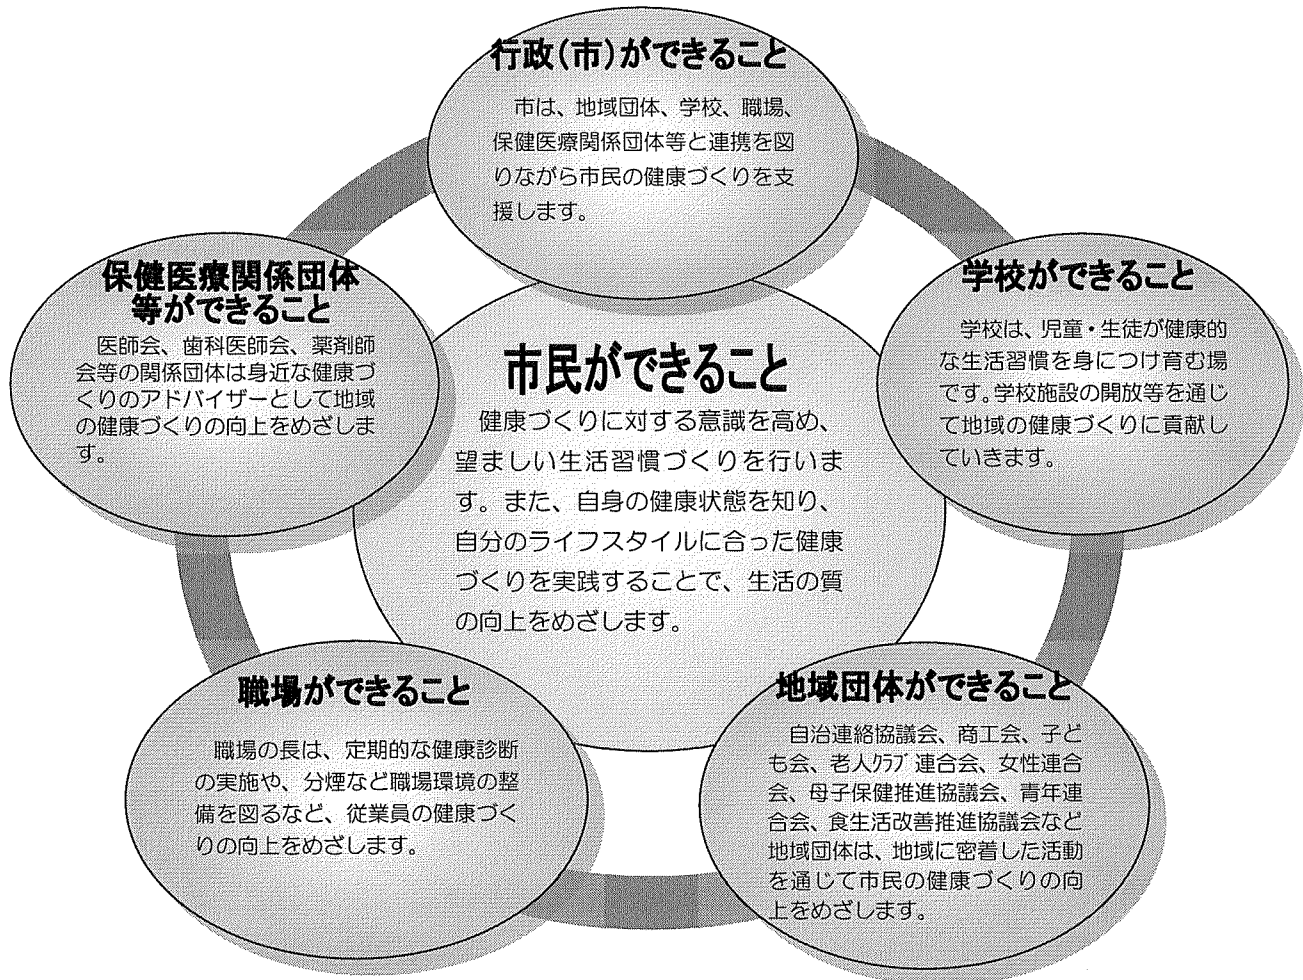 行政(市)ができること
市は、地域団体、学校、職場、
保健医療関係団体等と連携を図
りながら市民の健康づくりを支
援します。
保健医療関係団体
等ができること
医師会、歯科医師会、薬剤師
会等の関係団体は身近な健康づ
くりのアドバイザーとして地域
の健康づくりの向上をめざしま
す。
学校ができること
学校は、児童・生徒が健康的
な生活習慣を身につけ育む場
です。学校施設の開放等を通じ
て地域の健康づくりに貢献し
ていきます。
市民ができること
健康づくりに対する意識を高め、
望ましい生活習慣づくりを行いま
す。また、自身の健康状態を知り、
自分のライフスタイルに合った健康
づくりを実践することで、生活の質
の向上をめざします。
職場ができること
職場の長は、定期的な健康診断
の実施や、分煙など職場環境の整
備を図るなど、従業員の健康づく
りの向上をめざします。
地域団体ができること
自治連絡協議会、商工会、子ど
も会、老人クラブ連合会、女性連合
会、母子保健推進協議会、青年連
合会、食生活改善推進協議会など
地域団体は、地域に密着した活動
を通じて市民の健康づくりの向
上をめざします。